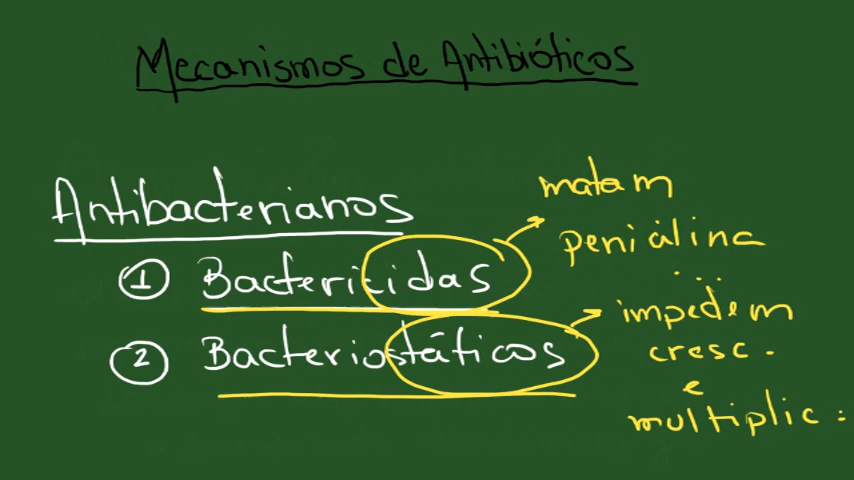 Mecanismos de Antibióticos
Antibacterianos
① Bactericidas
matam
penicilina
...
② Bacteriostáticos
impedem
cresc.
e
multiplic: